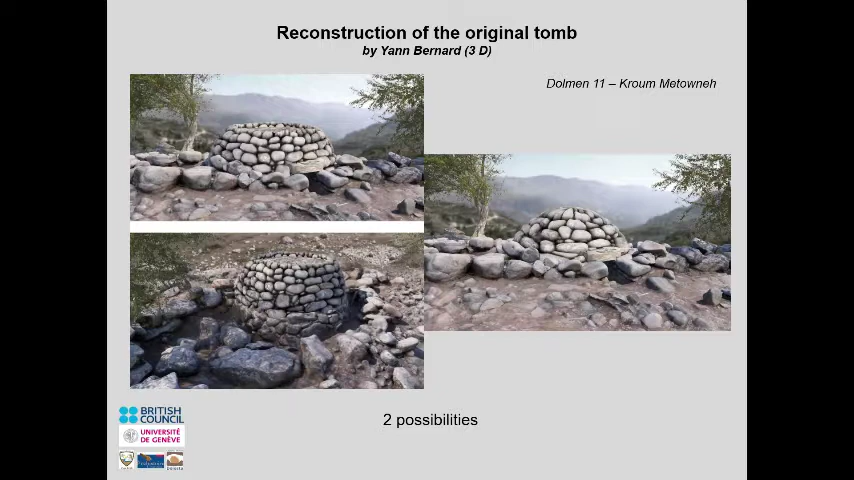 Reconstruction of the original tomb
by Yann Bernard (3 D)
Dolmen 11 – Kroum Metowneh
2 possibilities
BRITISH
COUNCIL
UNIVERSITÉ
DE GENÈVE